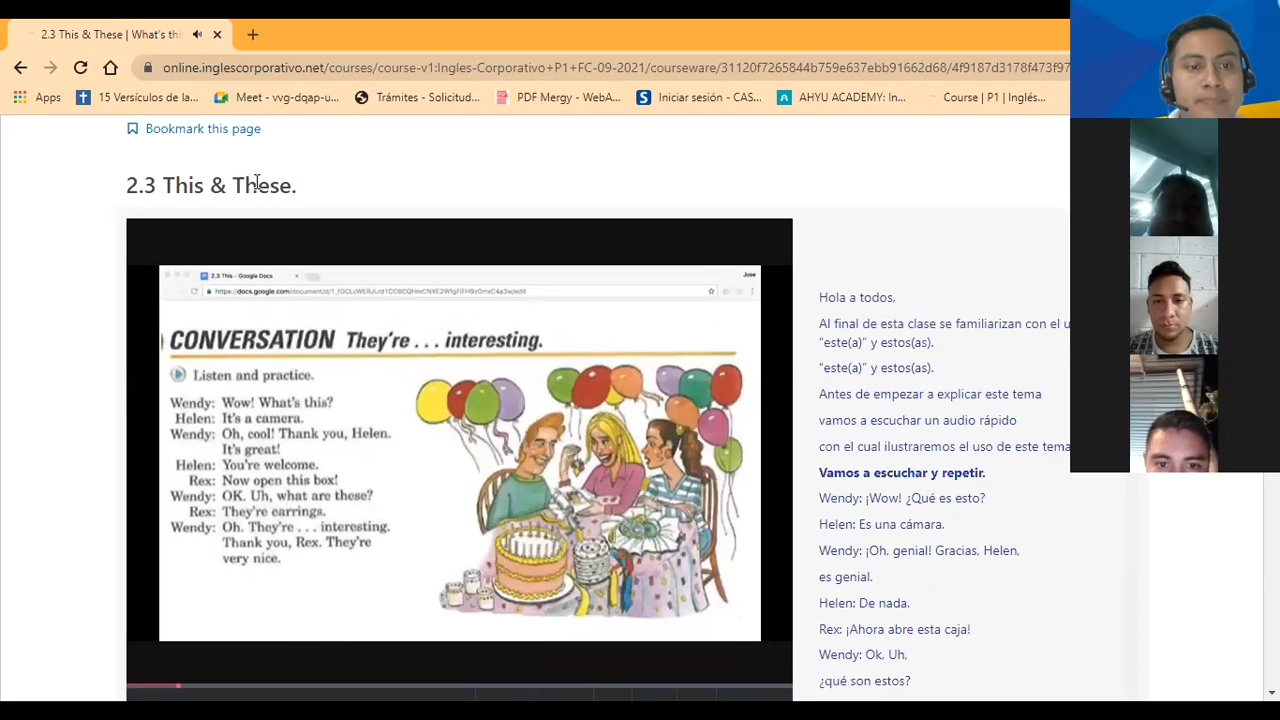 2.3 This & These | What's thi
online.inglescorporativo.net/courses/course-v1:Ingles-Corporativo+P1+FC-09-2021/courseware/31120f7265844b759e637ebb91662d68/4f9187d3178f473f97
Apps
15 Versículos de la...
Meet - vvg-dqap-u...
Trámites - Solicitud...
PDF Mergy - WebA...
Iniciar sesión - CAS...
AHYU ACADEMY: In...
Course | P1 | Inglés...
Bookmark this page
2.3 This & These.
2.3 This - Google Docs
Jose
CONVERSATION They're . . . interesting.
Listen and practice.
Wendy: Wow! What's this?
Helen: It's a camera.
Wendy: Oh, cool! Thank you, Helen.
It's great!
Helen: You're welcome.
Rex: Now open this box!
Wendy: OK. Uh, what are these?
Rex: They're earrings.
Wendy: Oh. They're . . . interesting.
Thank you, Rex. They're
very nice.
Hola a todos,
Al final de esta clase se familiarizan con el u
“este(a)” y estos(as).
“este(a)” y estos(as).
Antes de empezar a explicar este tema
vamos a escuchar un audio rápido
con el cual ilustraremos el uso de este tema
Vamos a escuchar y repetir.
Wendy: ¡Wow! ¿Qué es esto?
Helen: Es una cámara.
Wendy: ¡Oh, genial! Gracias, Helen,
es genial.
Helen: De nada.
Rex: ¡Ahora abre esta caja!
Wendy: Ok, Uh,
¿qué son estos?